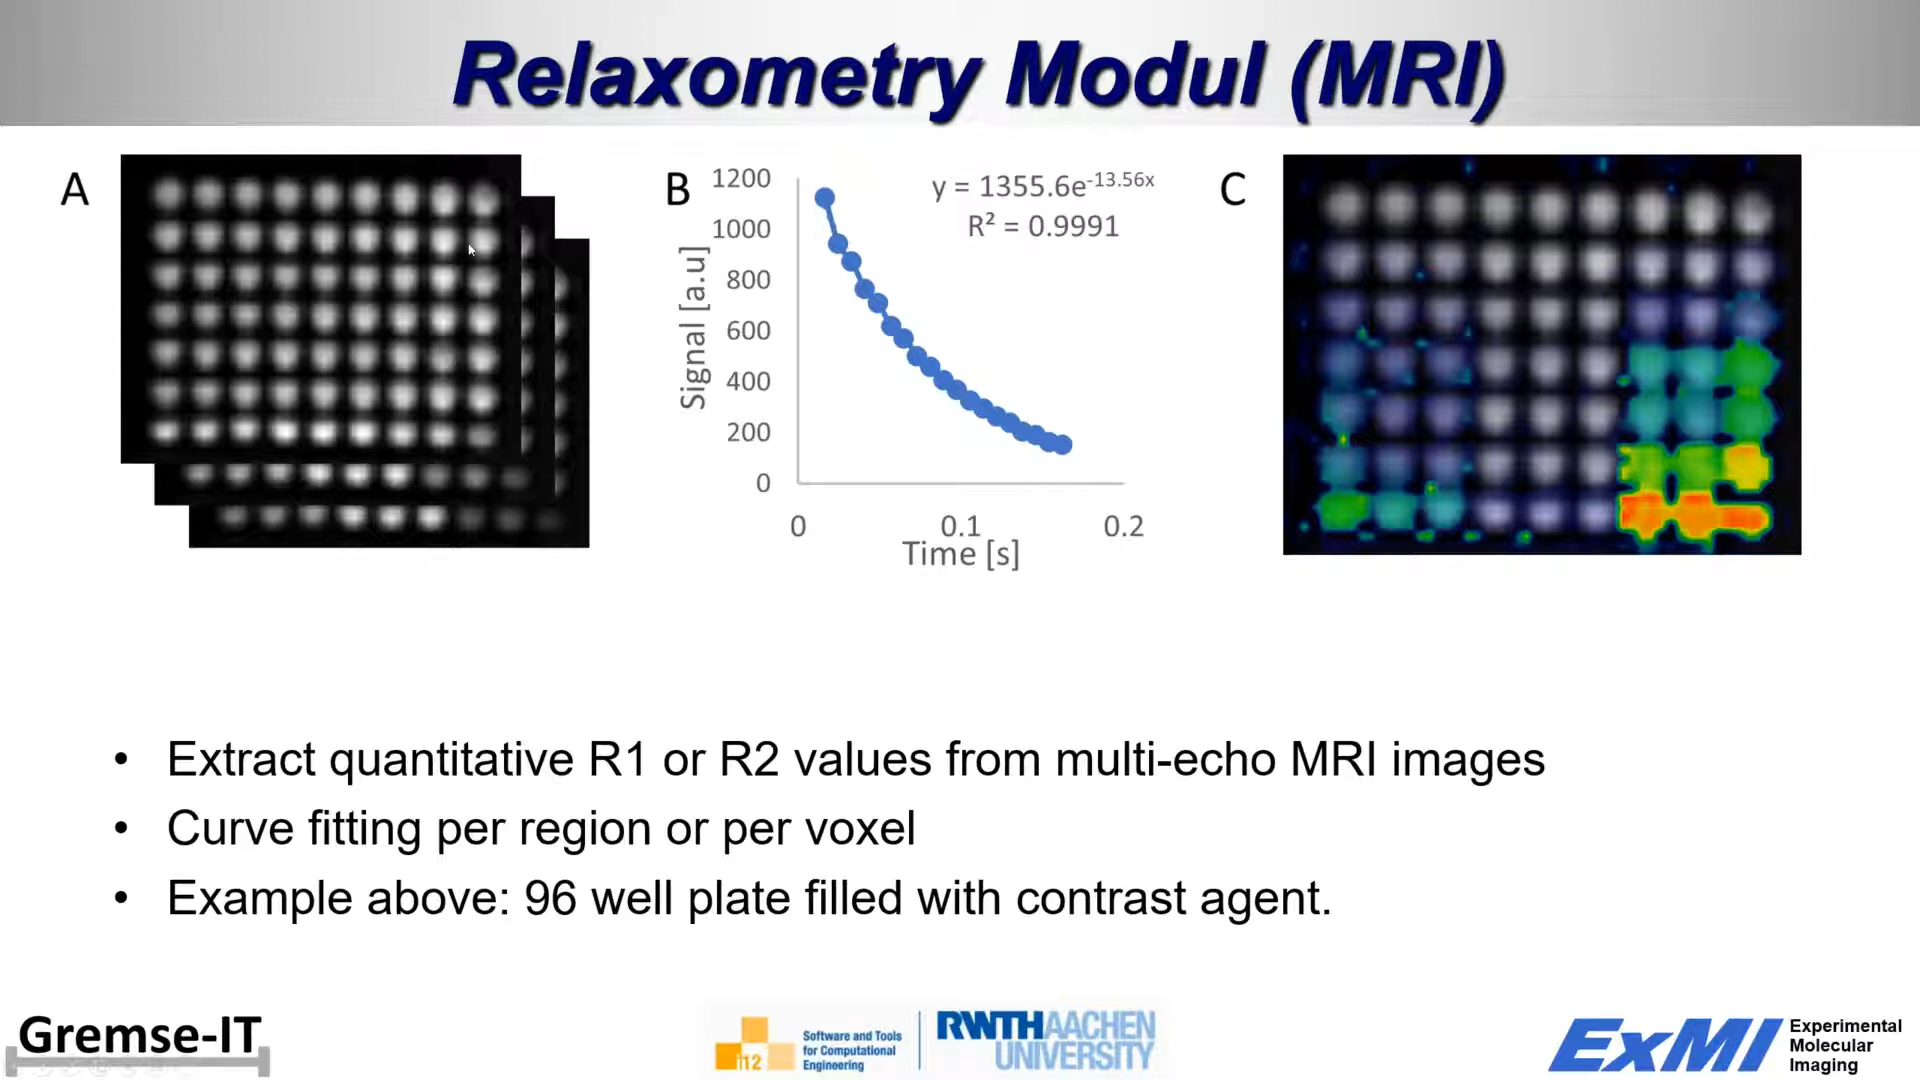 Relaxometry Modul (MRI)
A
B
1200
1000
800
600
400
200
0
Signal [a.u]
y = 1355.6e-13.56x
R² = 0.9991
0
0.1
0.2
Time [s]
C
• Extract quantitative R1 or R2 values from multi-echo MRI images
• Curve fitting per region or per voxel
• Example above: 96 well plate filled with contrast agent.
Gremse-IT
i12
Software and Tools
for Computational
Engineering
RWTHAACHEN
UNIVERSITY
ExMI
Experimental
Molecular
Imaging